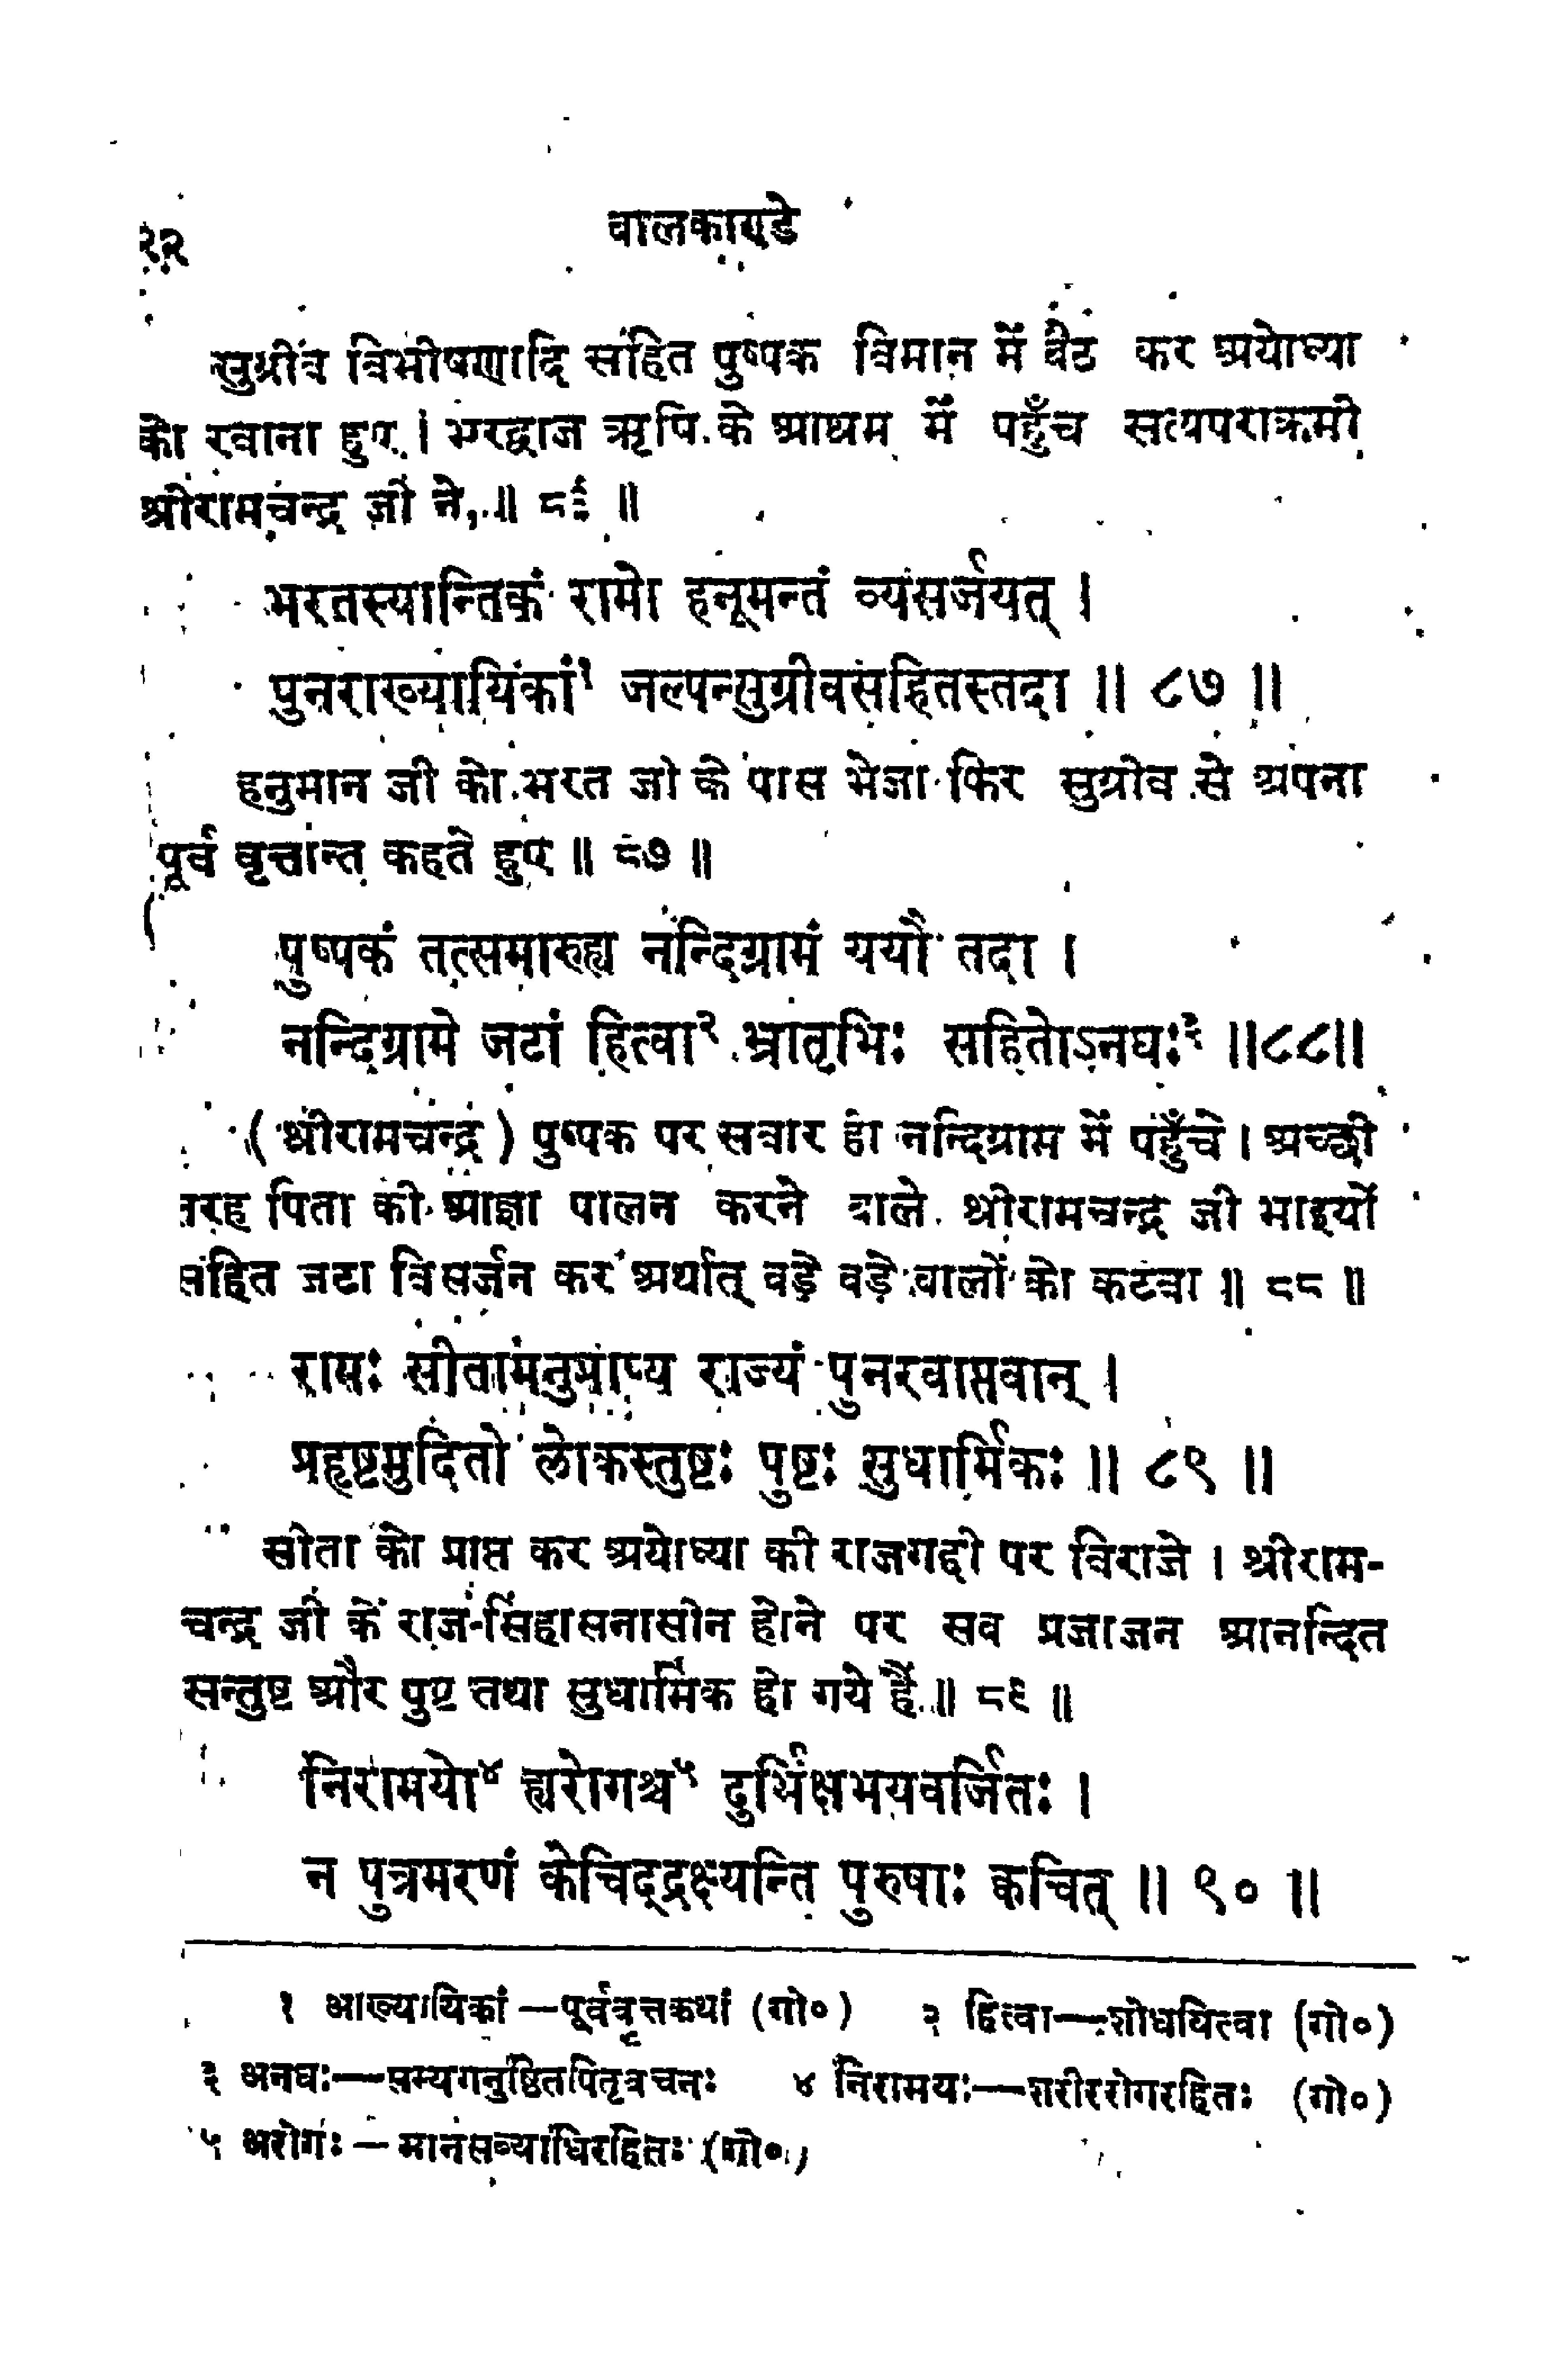 २२ बालकाण्डे
सुग्रीव विभीषणादि सहित पुष्पक विमान में बैठ कर अयोध्या
को रवाना हुए । भरद्वाज ऋषि के आश्रम में पहुँच सत्यपराक्रमी
श्रीरामचन्द्र जी ने, ॥ ८६ ॥
भरतस्यान्तिकं रामो हनूमन्तं व्यसर्जयत् ।
पुनराख्यायिकां१ जल्पन्सुग्रीवसहितस्तदा ॥ ८७ ॥
हनुमान जी को भरत जी के पास भेजा फिर सुग्रीव से अपना
पूर्व वृत्तान्त कहते हुए ॥ ८७ ॥
पुष्पकं तत्समारुह्य नन्दिग्रामं ययौ तदा ।
नन्दिग्रामे जटां हित्वा२ भ्रातृभिः सहितोऽनघः३ ॥८८॥
( श्रीरामचन्द्र ) पुष्पक पर सवार हो नन्दिग्राम में पहुँचे । अच्छी
तरह पिता की आज्ञा पालन करने वाले श्रीरामचन्द्र जी भाइयों
सहित जटा विसर्जन कर अर्थात् बड़े बड़े बालों को कटवा ॥ ८८ ॥
रामः सीतामनुप्राप्य राज्यं पुनरवाप्तवान् ।
प्रहृष्टमुदितो लोकस्तुष्टः पुष्टः सुधार्मिकः ॥ ८९ ॥
सीता को प्राप्त कर अयोध्या की राजगद्दी पर विराजे । श्रीराम-
चन्द्र जी के राज-सिंहासनासीन होने पर सब प्रजाजन आनन्दित
सन्तुष्ट और पुष्ट तथा सुधार्मिक हो गये हैं ॥ ८९ ॥
निरामयो४ ह्यरोगश्च५ दुर्भिक्षभयवर्जितः ।
न पुत्रमरणं केचिद्द्रक्ष्यन्ति पुरुषाः क्वचित् ॥ ९० ॥
१ आख्यायिकां—पूर्ववृत्तकथां (गो०) २ हित्वा—शोधयित्वा (गो०)
३ अनघः—सम्यगनुष्ठितपितृवचनः ४ निरामयः—शरीररोगरहितः (गो०)
५ अरोगः—मानसव्याधिरहितः (गो०)